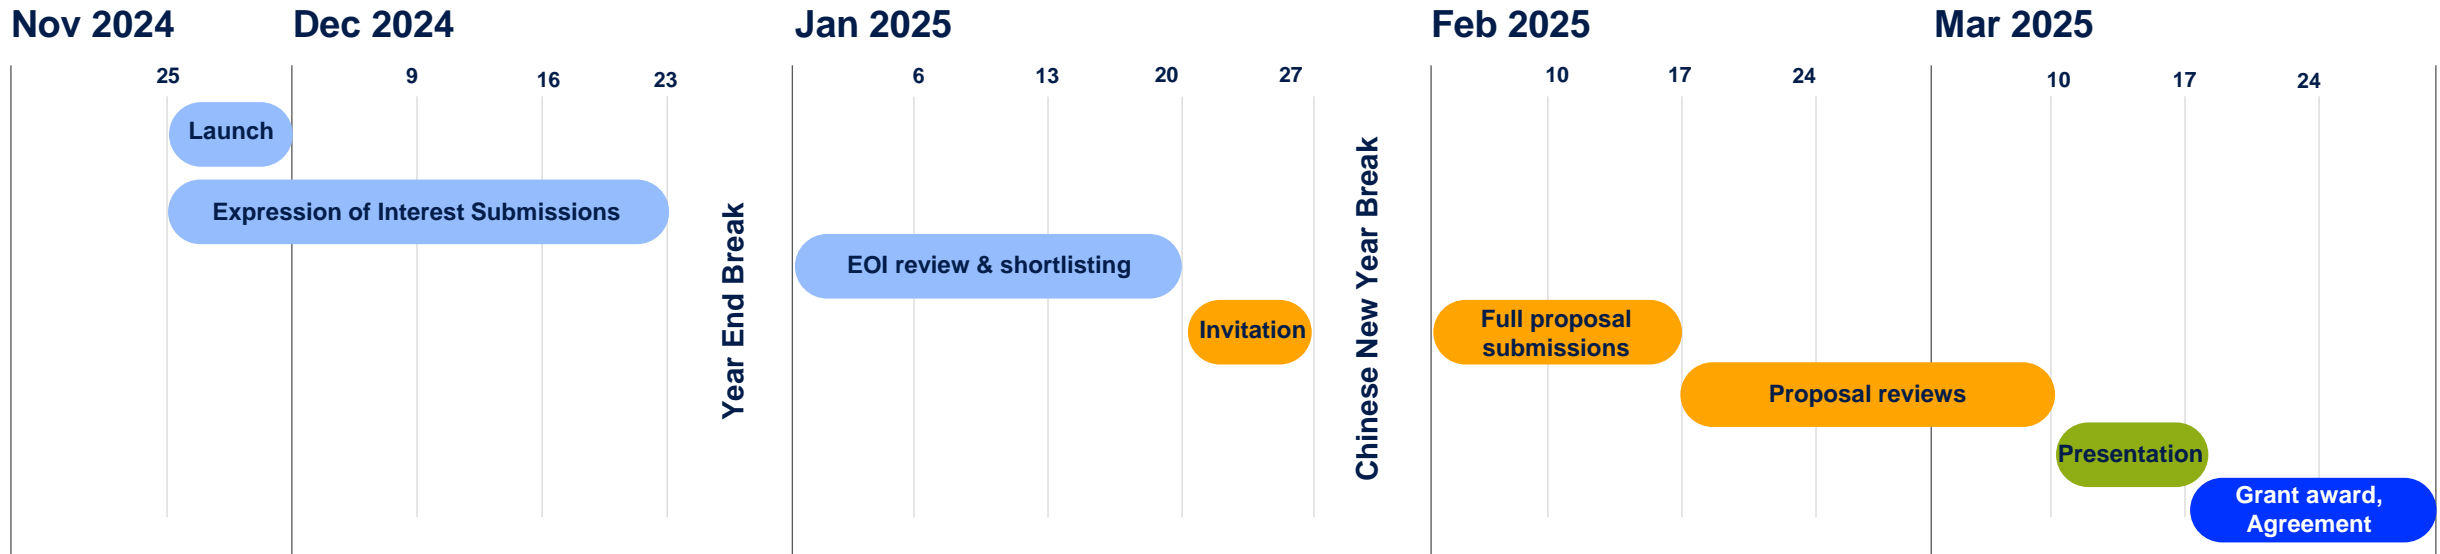 Nov 2024
Dec 2024
Jan 2025
Feb 2025
Mar 2025
25
9
16
23
6
13
20
27
10
17
24
10
17
24
Launch
Expression of Interest Submissions
Year End Break
EOI review & shortlisting
Invitation
Chinese New Year Break
Full proposal
submissions
Proposal reviews
Presentation
Grant award,
Agreement